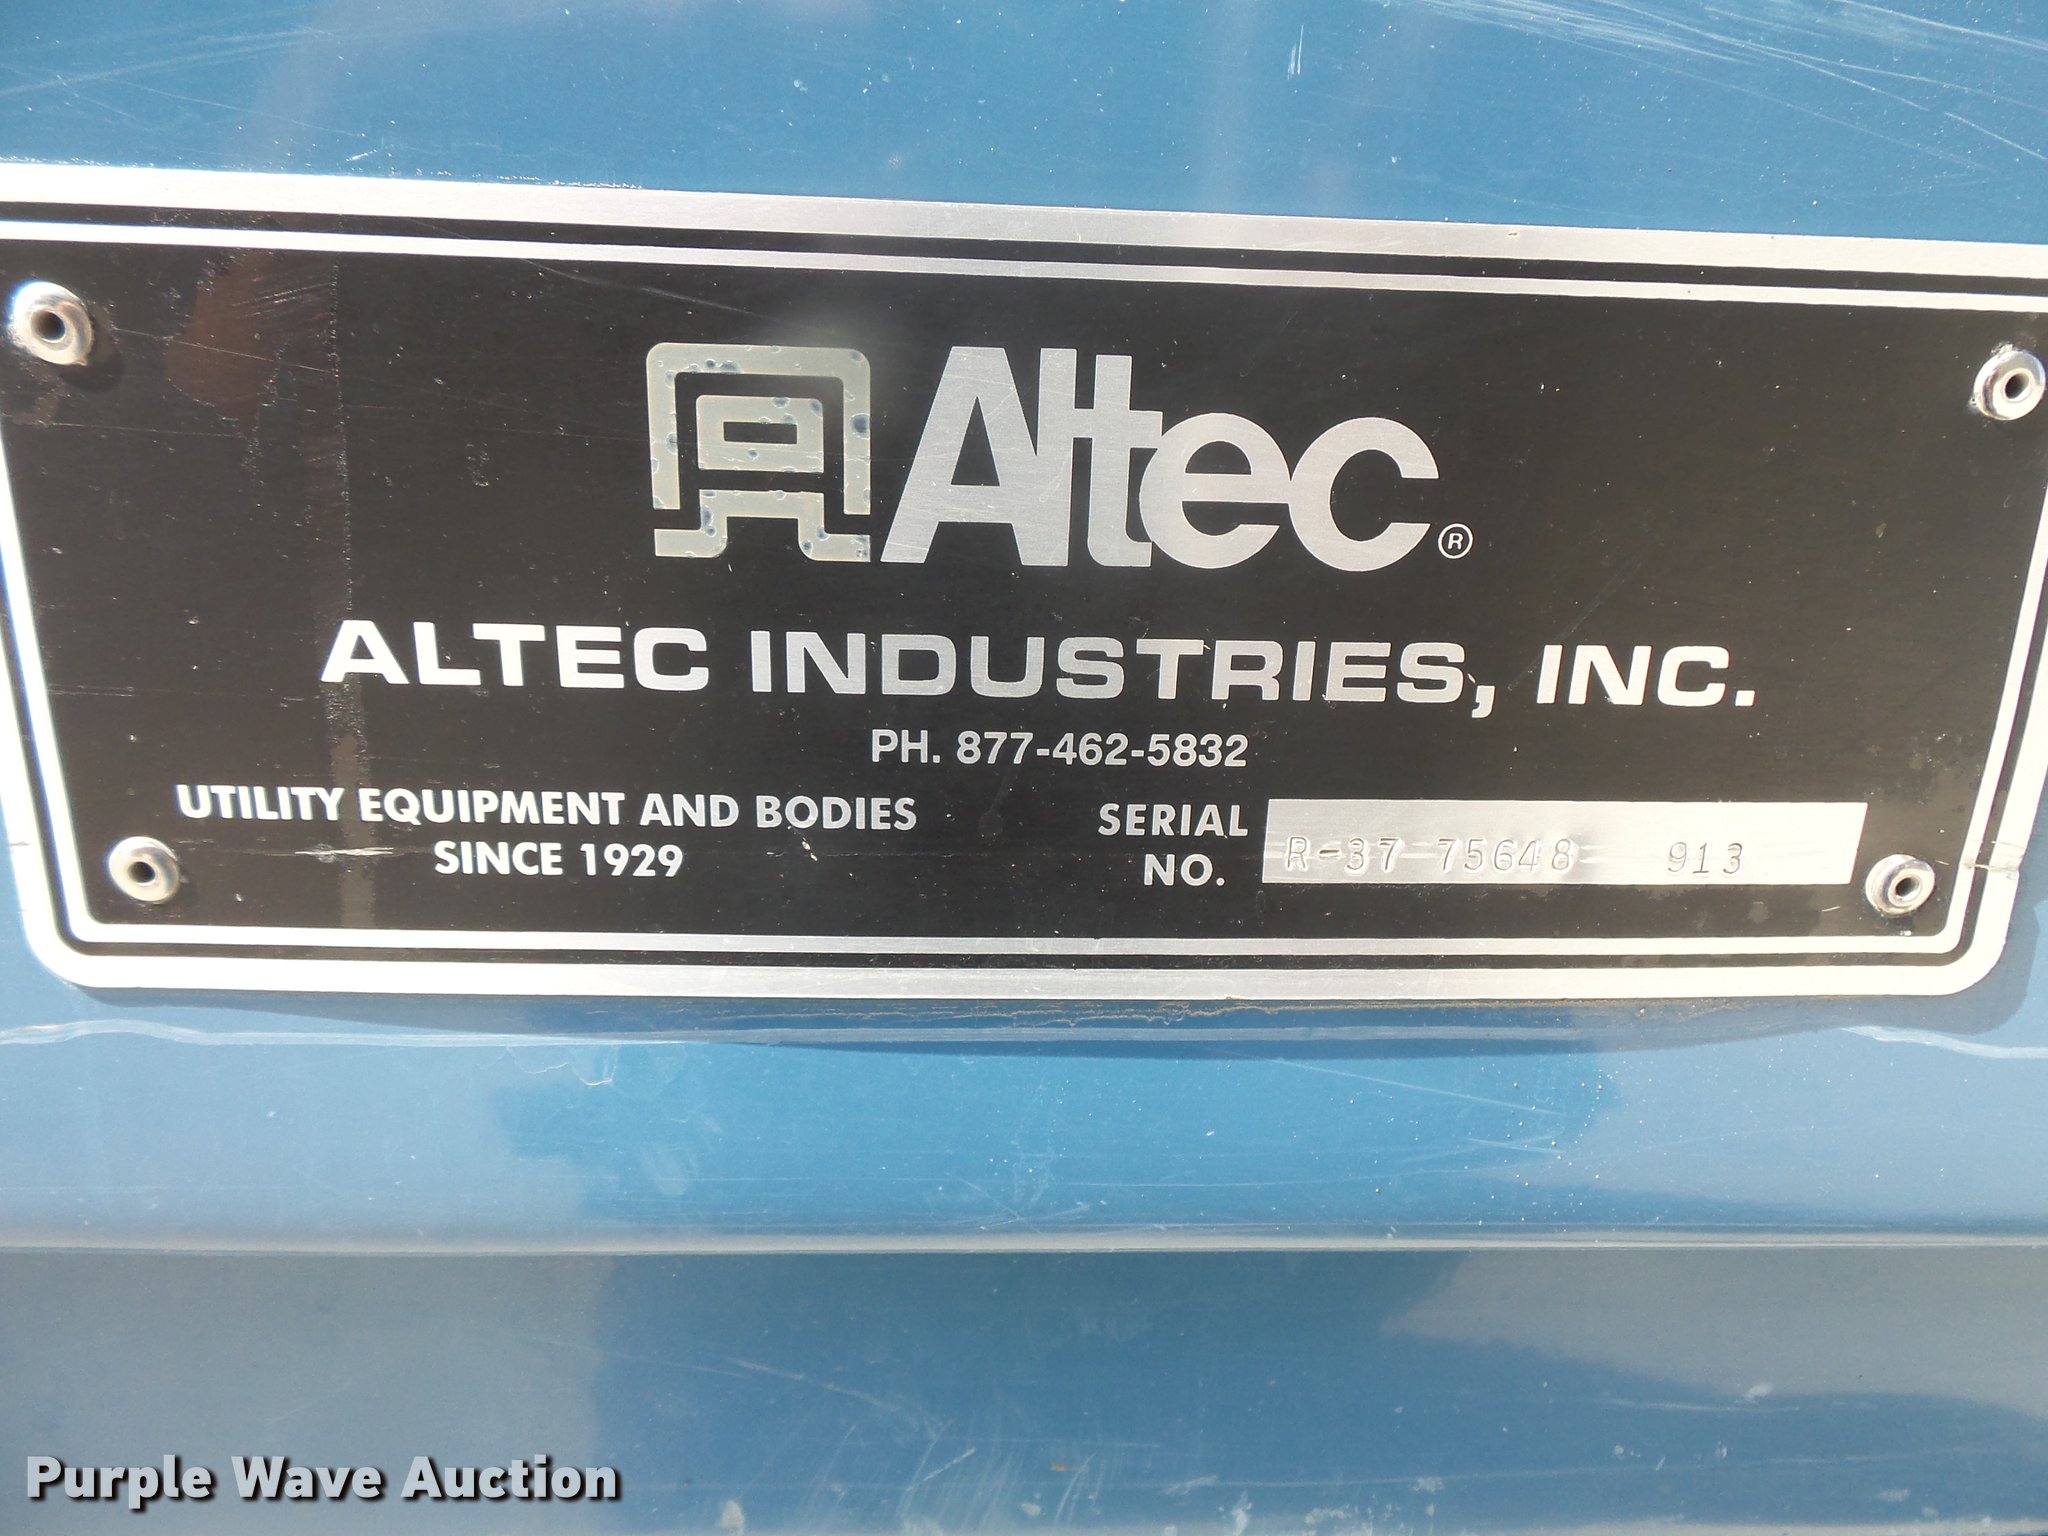 Altec®
ALTEC INDUSTRIES, INC.
PH. 877-462-5832
UTILITY EQUIPMENT AND BODIES
SINCE 1929
SERIAL
NO.
R-37 75648 913
Purple Wave Auction